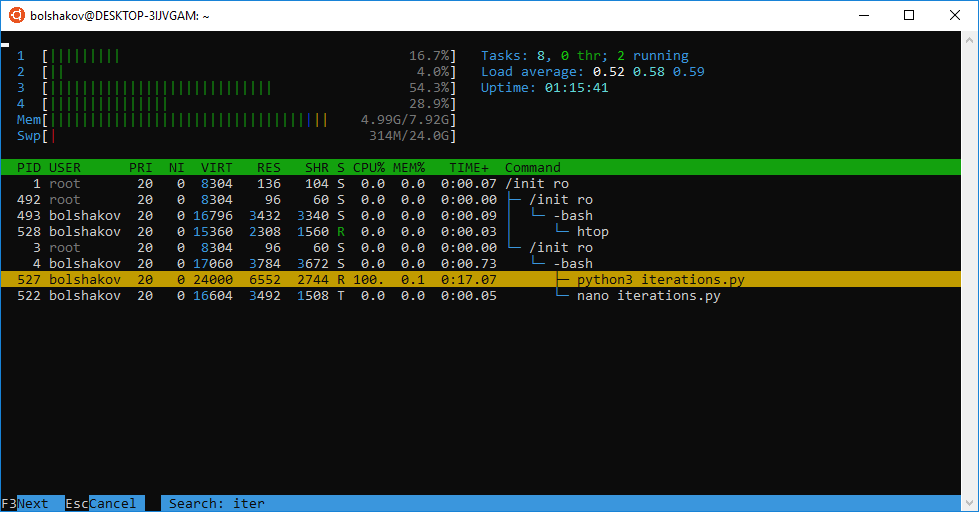 bolshakov@DESKTOP-3IJVGAM: ~
1 [||||||||| 16.7%] Tasks: 8, 0 thr; 2 running
2 [|| 4.0%] Load average: 0.52 0.58 0.59
3 [|||||||||||||||||||||||||||| 54.3%] Uptime: 01:15:41
4 [||||||||||||||| 28.9%]
Mem[||||||||||||||||||||||||||||||||||| 4.99G/7.92G]
Swp[| 314M/24.0G]
PID USER PRI NI VIRT RES SHR S CPU% MEM% TIME+ Command
1 root 20 0 8304 136 104 S 0.0 0.0 0:00.07 /init ro
492 root 20 0 8304 96 60 S 0.0 0.0 0:00.00 ├─ /init ro
493 bolshakov 20 0 16796 3432 3340 S 0.0 0.0 0:00.09 │ └─ -bash
528 bolshakov 20 0 15360 2308 1560 R 0.0 0.0 0:00.03 │ └─ htop
3 root 20 0 8304 96 60 S 0.0 0.0 0:00.00 └─ /init ro
4 bolshakov 20 0 17060 3784 3672 S 0.0 0.0 0:00.73 └─ -bash
527 bolshakov 20 0 24000 6552 2744 R 100. 0.1 0:17.07 ├─ python3 iterations.py
522 bolshakov 20 0 16604 3492 1508 T 0.0 0.0 0:00.05 └─ nano iterations.py
F3Next EscCancel Search: iter